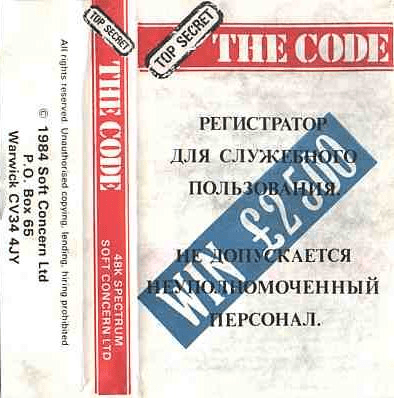 All rights reserved. Unauthorised copying, lending, hiring prohibited
© 1984 Soft Concern Ltd
P.O. Box 65
Warwick CV34 4JY
TOP SECRET
THE CODE
48K SPECTRUM
SOFT CONCERN LTD
TOP SECRET
THE CODE
РЕГИСТРАТОР
ДЛЯ СЛУЖЕБНОГО
ПОЛЬЗОВАНИЯ.
WIN £2500
НЕ ДОПУСКАЕТСЯ
НЕУПОЛНОМОЧЕННЫЙ
ПЕРСОНАЛ.